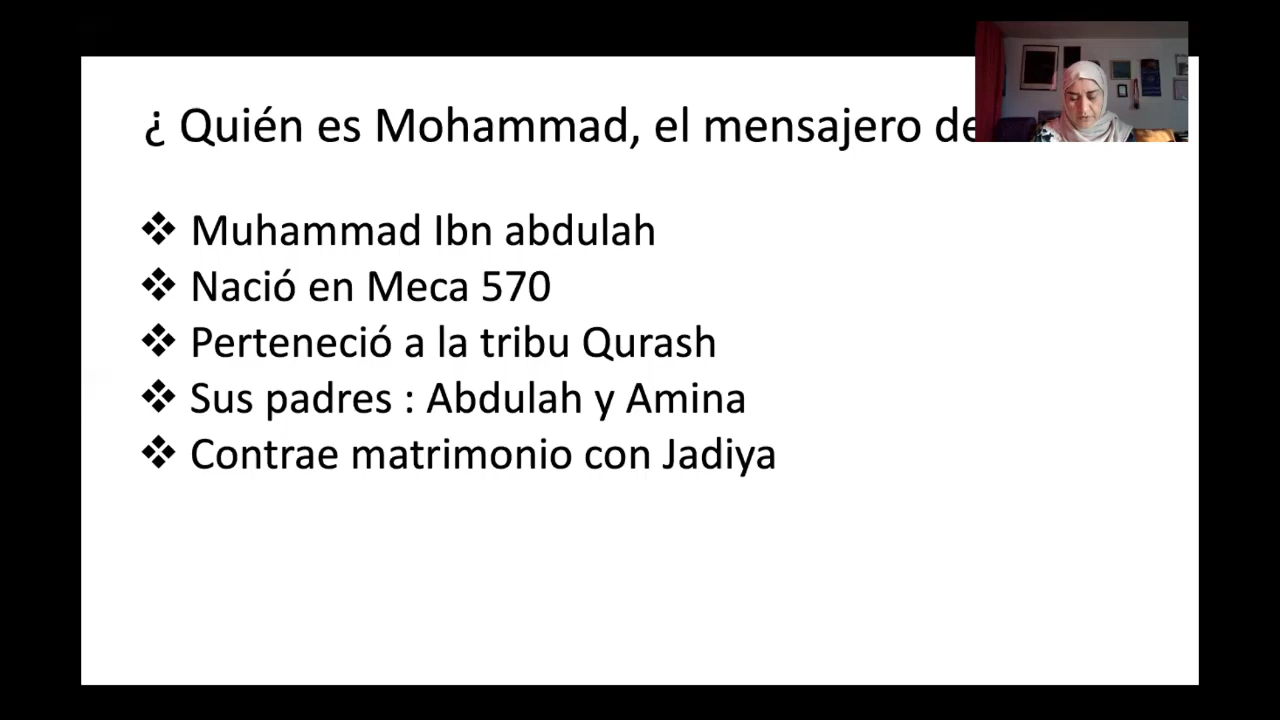 ¿ Quién es Mohammad, el mensajero de
❖ Muhammad Ibn abdulah
❖ Nació en Meca 570
❖ Perteneció a la tribu Qurash
❖ Sus padres : Abdulah y Amina
❖ Contrae matrimonio con Jadiya